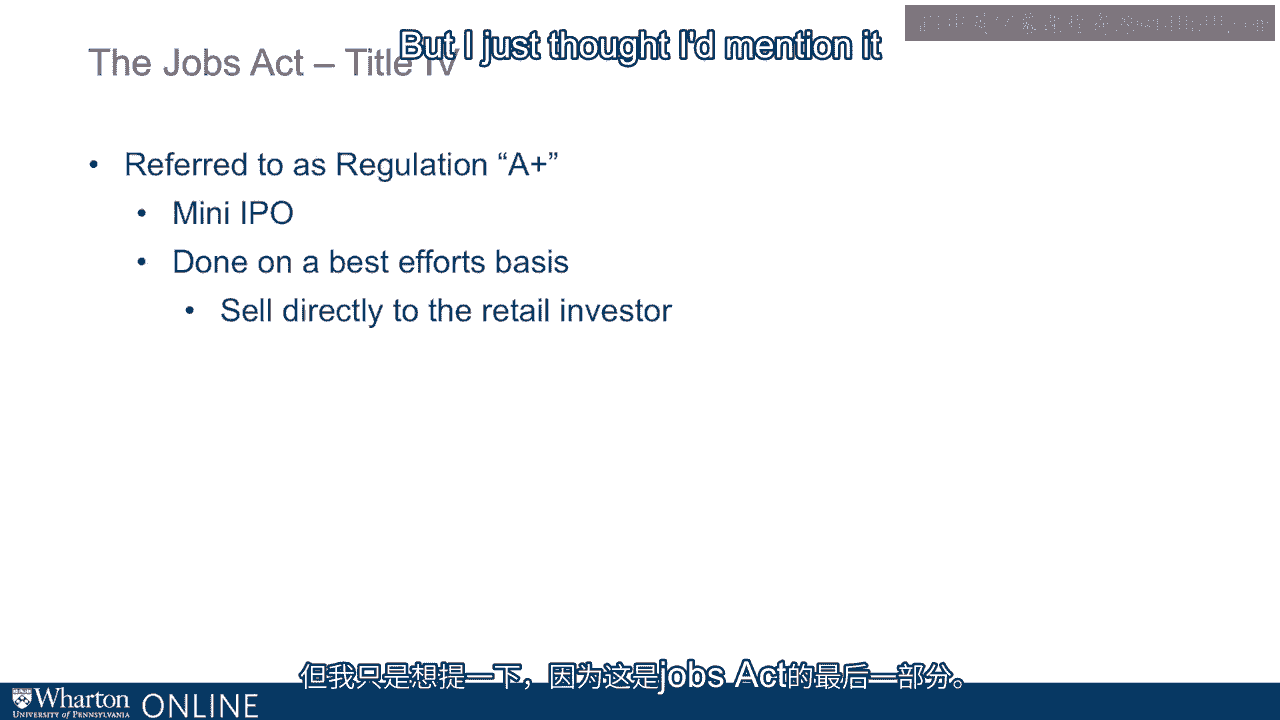 But I just thought I'd mention it
The Jobs Act – Title IV
• Referred to as Regulation “A+”
• Mini IPO
• Done on a best efforts basis
• Sell directly to the retail investor
但我只是想提一下，因为这是jobs Act的最后一部分。
Wharton
UNIVERSITY of PENNSYLVANIA
ONLINE